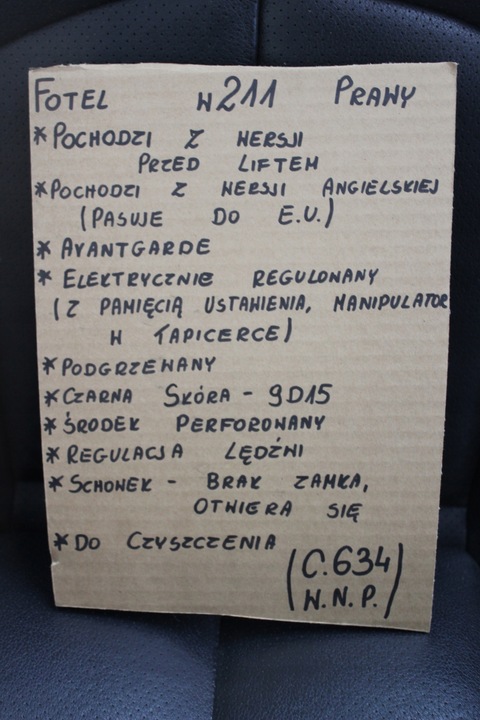 FOTEL W211 PRAWY
* POCHODZI Z WERSJI
PRZED LIFTEM
* POCHODZI Z WERSJI ANGIELSKIEJ
(PASUJE DO E.U.)
* AVANTGARDE
* ELEKTRYCZNIE REGULOWANY
(Z PAMIĘCIĄ USTAWIENIA, MANIPULATOR
W TAPICERCE)
* PODGRZEWANY
* CZARNA SKÓRA - 9D15
* ŚRODEK PERFOROWANY
* REGULACJA LĘDŹWI
* SCHOWEK - BRAK ZAMKA,
OTWIERA SIĘ
* DO CZYSZCZENIA
(C.634)
(W.N.P.)